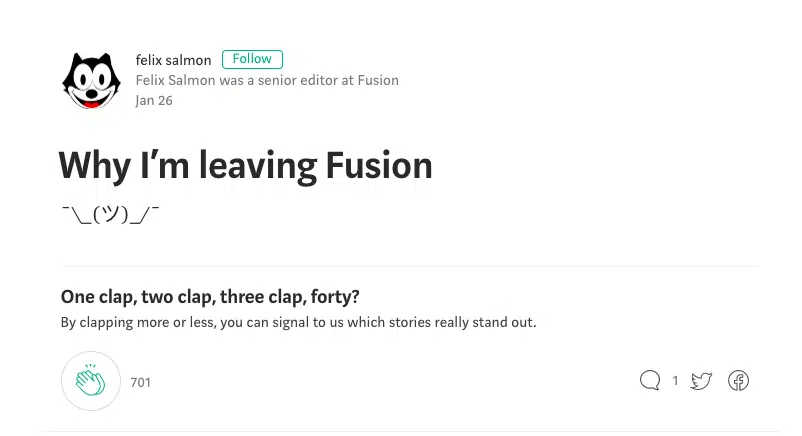 felix salmon Follow
Felix Salmon was a senior editor at Fusion
Jan 26
Why I’m leaving Fusion
¯\_(ツ)_/¯
One clap, two clap, three clap, forty?
By clapping more or less, you can signal to us which stories really stand out.
701 1